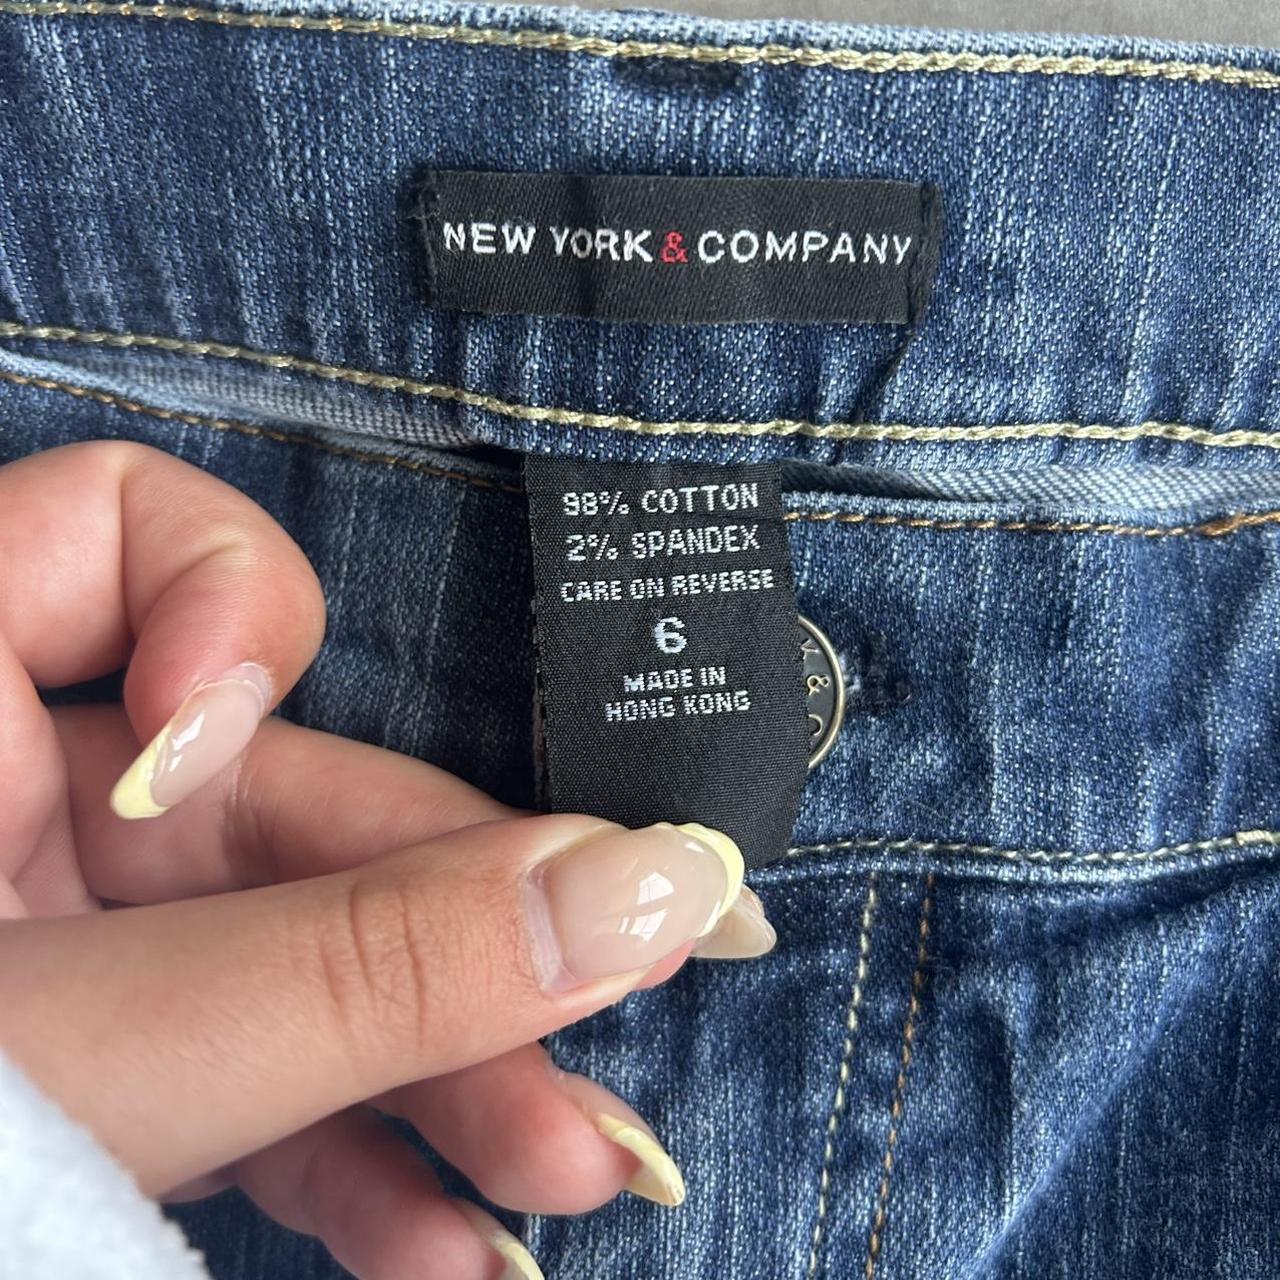 NEW YORK & COMPANY
98% COTTON
2% SPANDEX
CARE ON REVERSE
6
MADE IN
HONG KONG